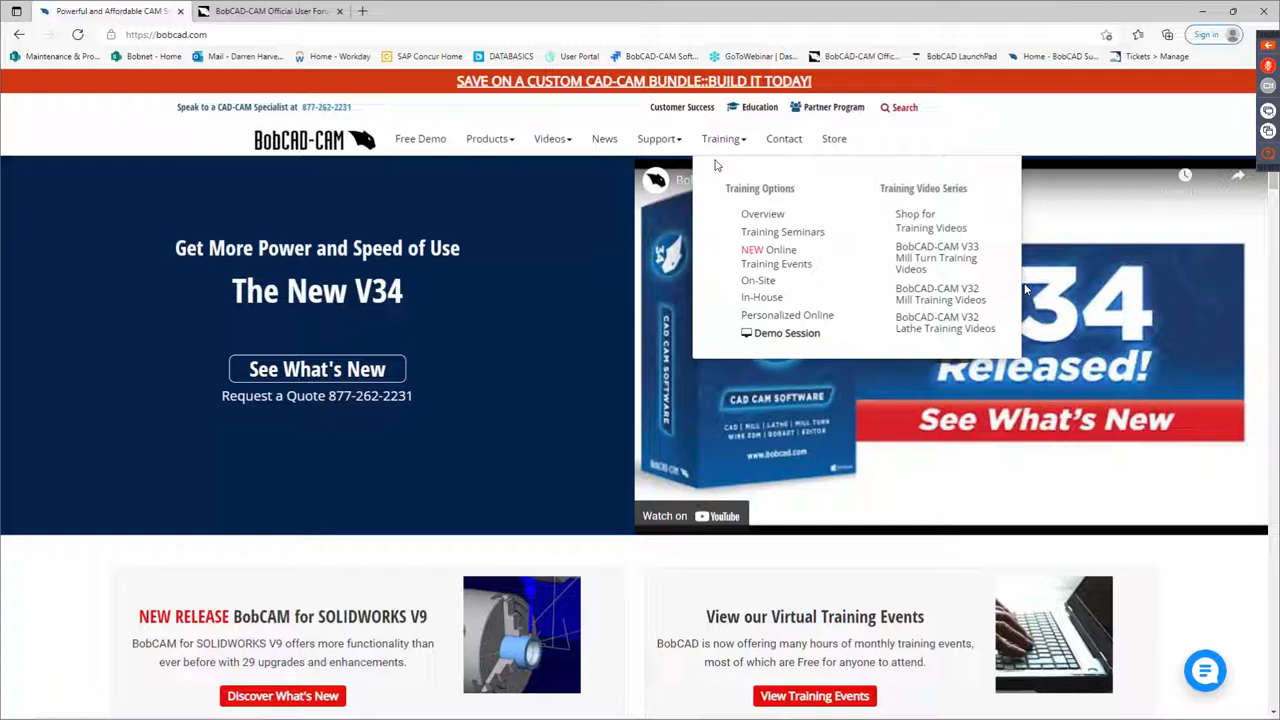 Powerful and Affordable CAM S
BobCAD-CAM Official User Foru
https://bobcad.com
Sign in
Maintenance & Pro...
Bobnet - Home
Mail - Darren Harve...
Home - Workday
SAP Concur Home
DATABASICS
User Portal
BobCAD-CAM Soft...
GoToWebinar | Das...
BobCAD-CAM Offic...
BobCAD LaunchPad
Home - BobCAD Su...
Tickets > Manage
SAVE ON A CUSTOM CAD-CAM BUNDLE::BUILD IT TODAY!
Speak to a CAD-CAM Specialist at 877-262-2231
Customer Success
Education
Partner Program
Search
BobCAD-CAM
Free Demo
Products
Videos
News
Support
Training
Contact
Store
Training Options
Overview
Training Seminars
NEW Online
Training Events
On-Site
In-House
Personalized Online
Demo Session
Training Video Series
Shop for
Training Videos
BobCAD-CAM V33
Mill Turn Training
Videos
BobCAD-CAM V32
Mill Training Videos
BobCAD-CAM V32
Lathe Training Videos
Get More Power and Speed of Use
The New V34
See What's New
Request a Quote 877-262-2231
34
Released!
See What's New
CAD CAM SOFTWARE
CAD | MILL | LATHE | MILL TURN
WIRE EDM | BOBART | EDITOR
www.bobcad.com
Watch on YouTube
NEW RELEASE BobCAM for SOLIDWORKS V9
BobCAM for SOLIDWORKS V9 offers more functionality than
ever before with 29 upgrades and enhancements.
Discover What's New
View our Virtual Training Events
BobCAD is now offering many hours of monthly training events,
most of which are Free for anyone to attend.
View Training Events